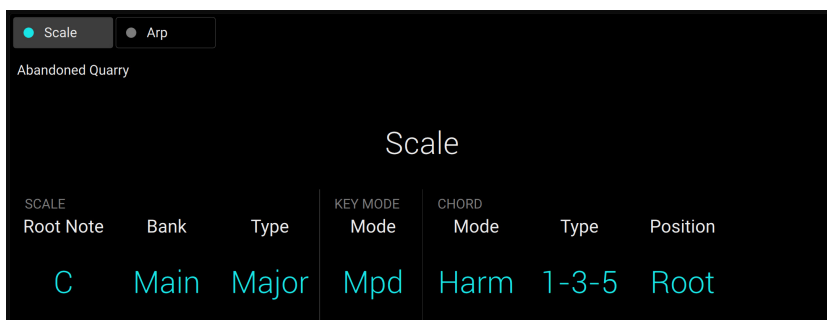 Scale Arp
Abandoned Quarry
Scale
SCALE KEY MODE CHORD
Root Note Bank Type Mode Mode Type Position
C Main Major Mpd Harm 1-3-5 Root